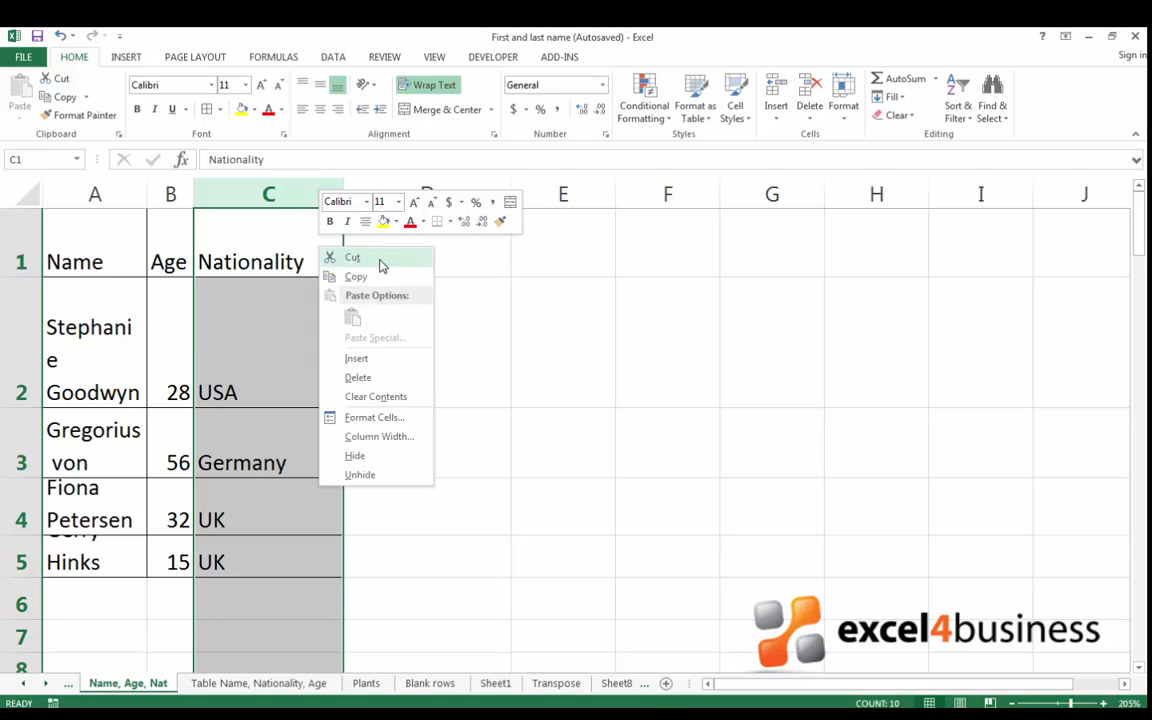 First and last name (Autosaved) - Excel
?
Sign in
FILE HOME INSERT PAGE LAYOUT FORMULAS DATA REVIEW VIEW DEVELOPER ADD-INS
Paste
Cut
Copy
Format Painter
Clipboard
Calibri 11 A A
B I U A
Font
Wrap Text
Merge & Center
Alignment
General
$ % ,
Number
Conditional Formatting
Format as Table
Cell Styles
Styles
Insert Delete Format
Cells
AutoSum
Fill
Clear
Sort & Filter
Find & Select
Editing
C1 fx Nationality
A B C D E F G H I J
Calibri 11 A A $ % ,
B I A
1 Name Age Nationality
2 Stephani
e
Goodwyn 28 USA
3 Gregorius
von 56 Germany
4 Fiona
Petersen 32 UK
5 Hinks 15 UK
6
7
8
Cut
Copy
Paste Options:
Paste Special...
Insert
Delete
Clear Contents
Format Cells...
Column Width...
Hide
Unhide
excel4business
... Name, Age, Nat Table Name, Nationality, Age Plants Blank rows Sheet1 Transpose Sheet8 ...
READY COUNT: 10 205%